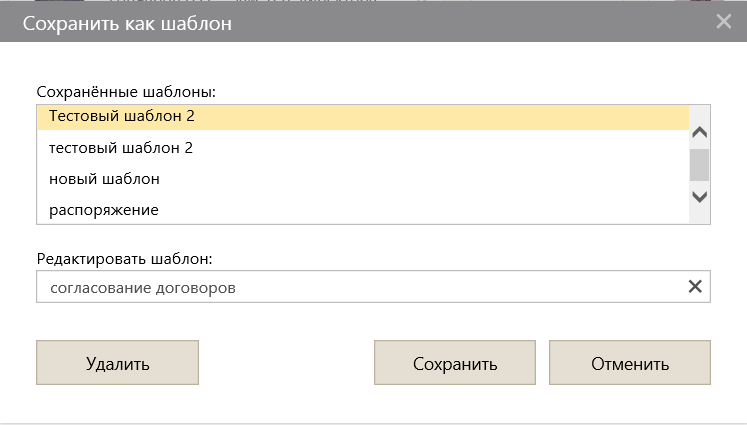 Сохранить как шаблон
Сохранённые шаблоны:
Тестовый шаблон 2
тестовый шаблон 2
новый шаблон
распоряжение
Редактировать шаблон:
согласование договоров
Удалить
Сохранить
Отменить